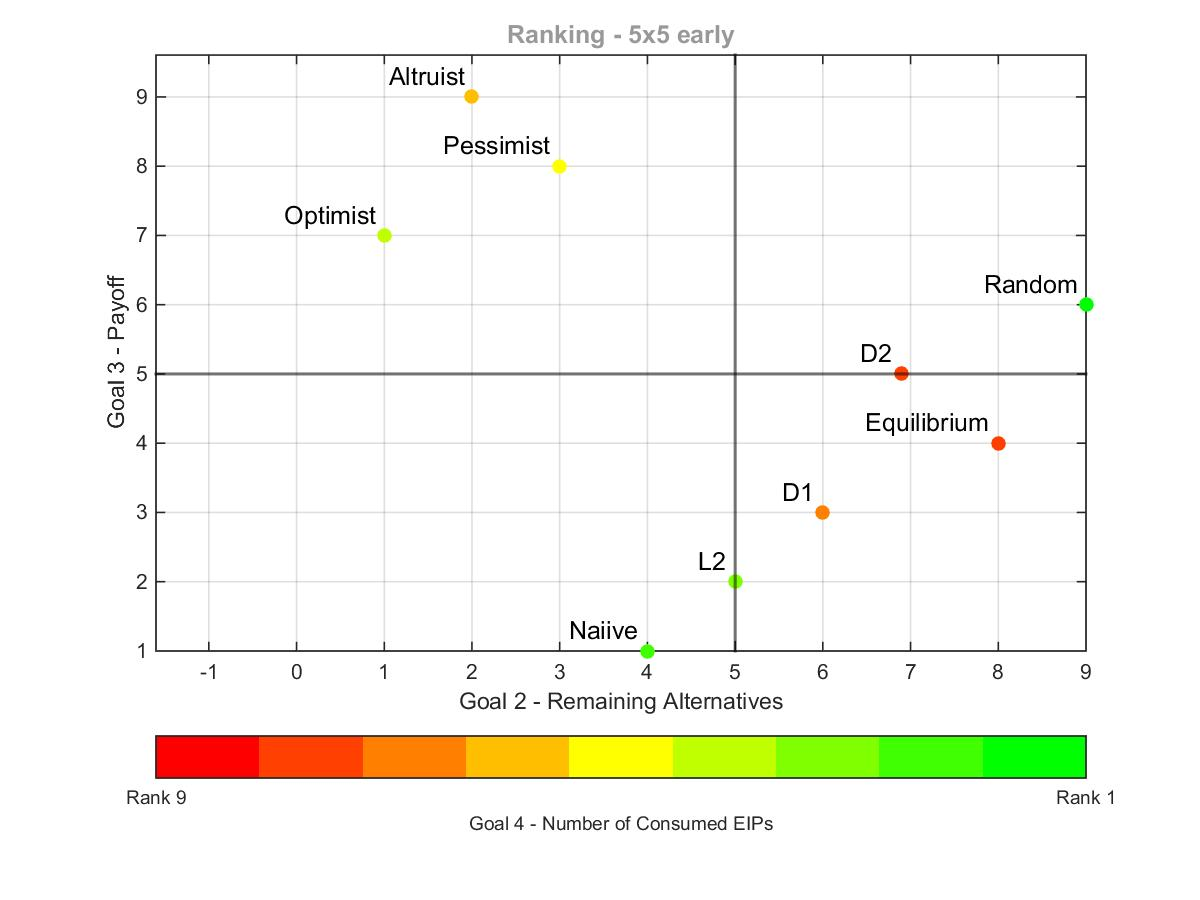 Ranking - 5x5 early
Altruist
9
Pessimist
8
Optimist
7
Random
6
D2
5
Equilibrium
4
D1
3
L2
2
Naiive
1
Goal 3 - Payoff
-1 0 1 2 3 4 5 6 7 8 9
Goal 2 - Remaining Alternatives
Rank 9 Rank 1
Goal 4 - Number of Consumed EIPs